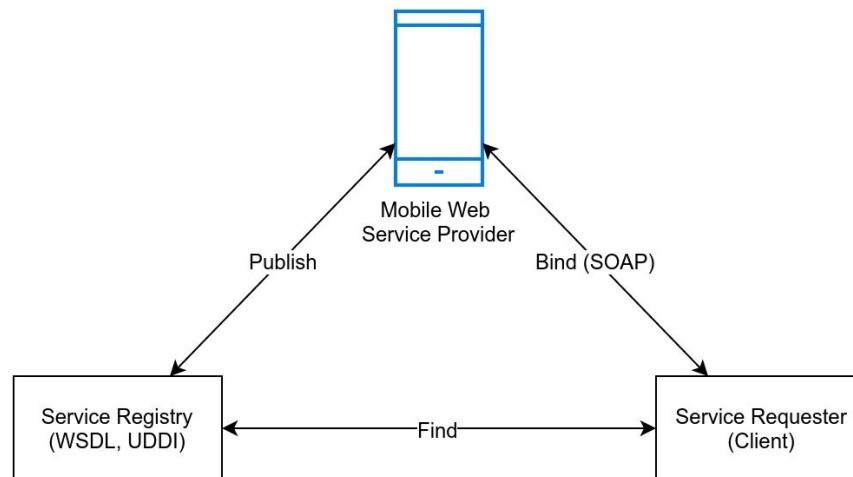 Mobile Web
Service Provider
Publish
Bind (SOAP)
Service Registry
(WSDL, UDDI)
Find
Service Requester
(Client)